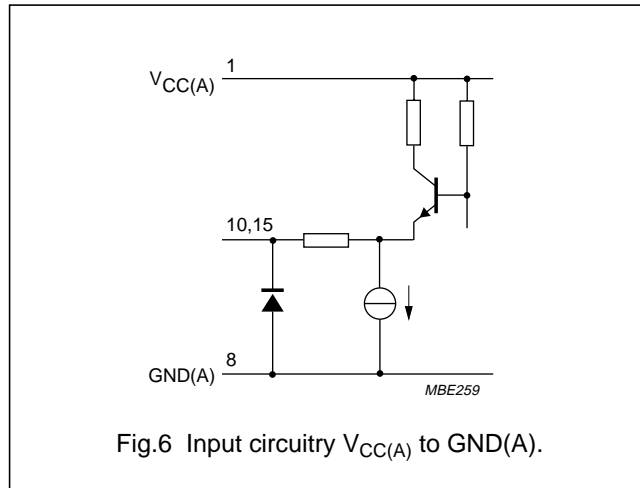 VCC(A) 1
10,15
GND(A) 8
MBE259
Fig.6 Input circuitry VCC(A) to GND(A).